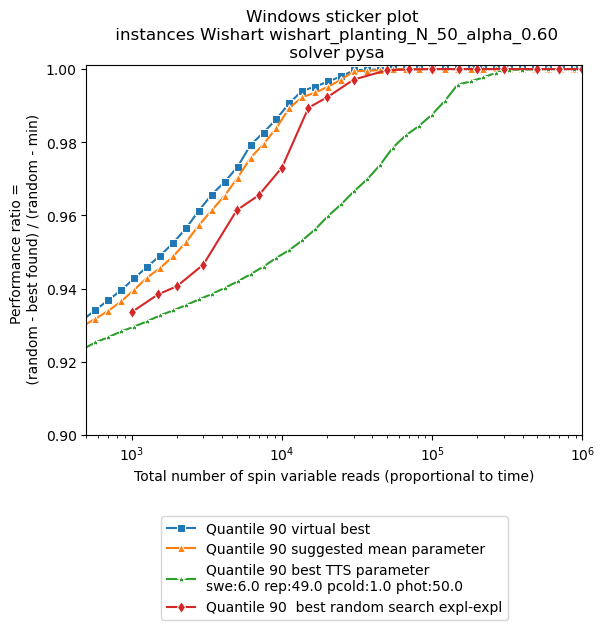 Windows sticker plot
instances Wishart wishart_planting_N_50_alpha_0.60
solver pysa
Performance ratio =
(random - best found) / (random - min)
1.00
0.98
0.96
0.94
0.92
0.90
10³
10⁴
10⁵
10⁶
Total number of spin variable reads (proportional to time)
Quantile 90 virtual best
Quantile 90 suggested mean parameter
Quantile 90 best TTS parameter
swe:6.0 rep:49.0 pcold:1.0 phot:50.0
Quantile 90  best random search expl-expl